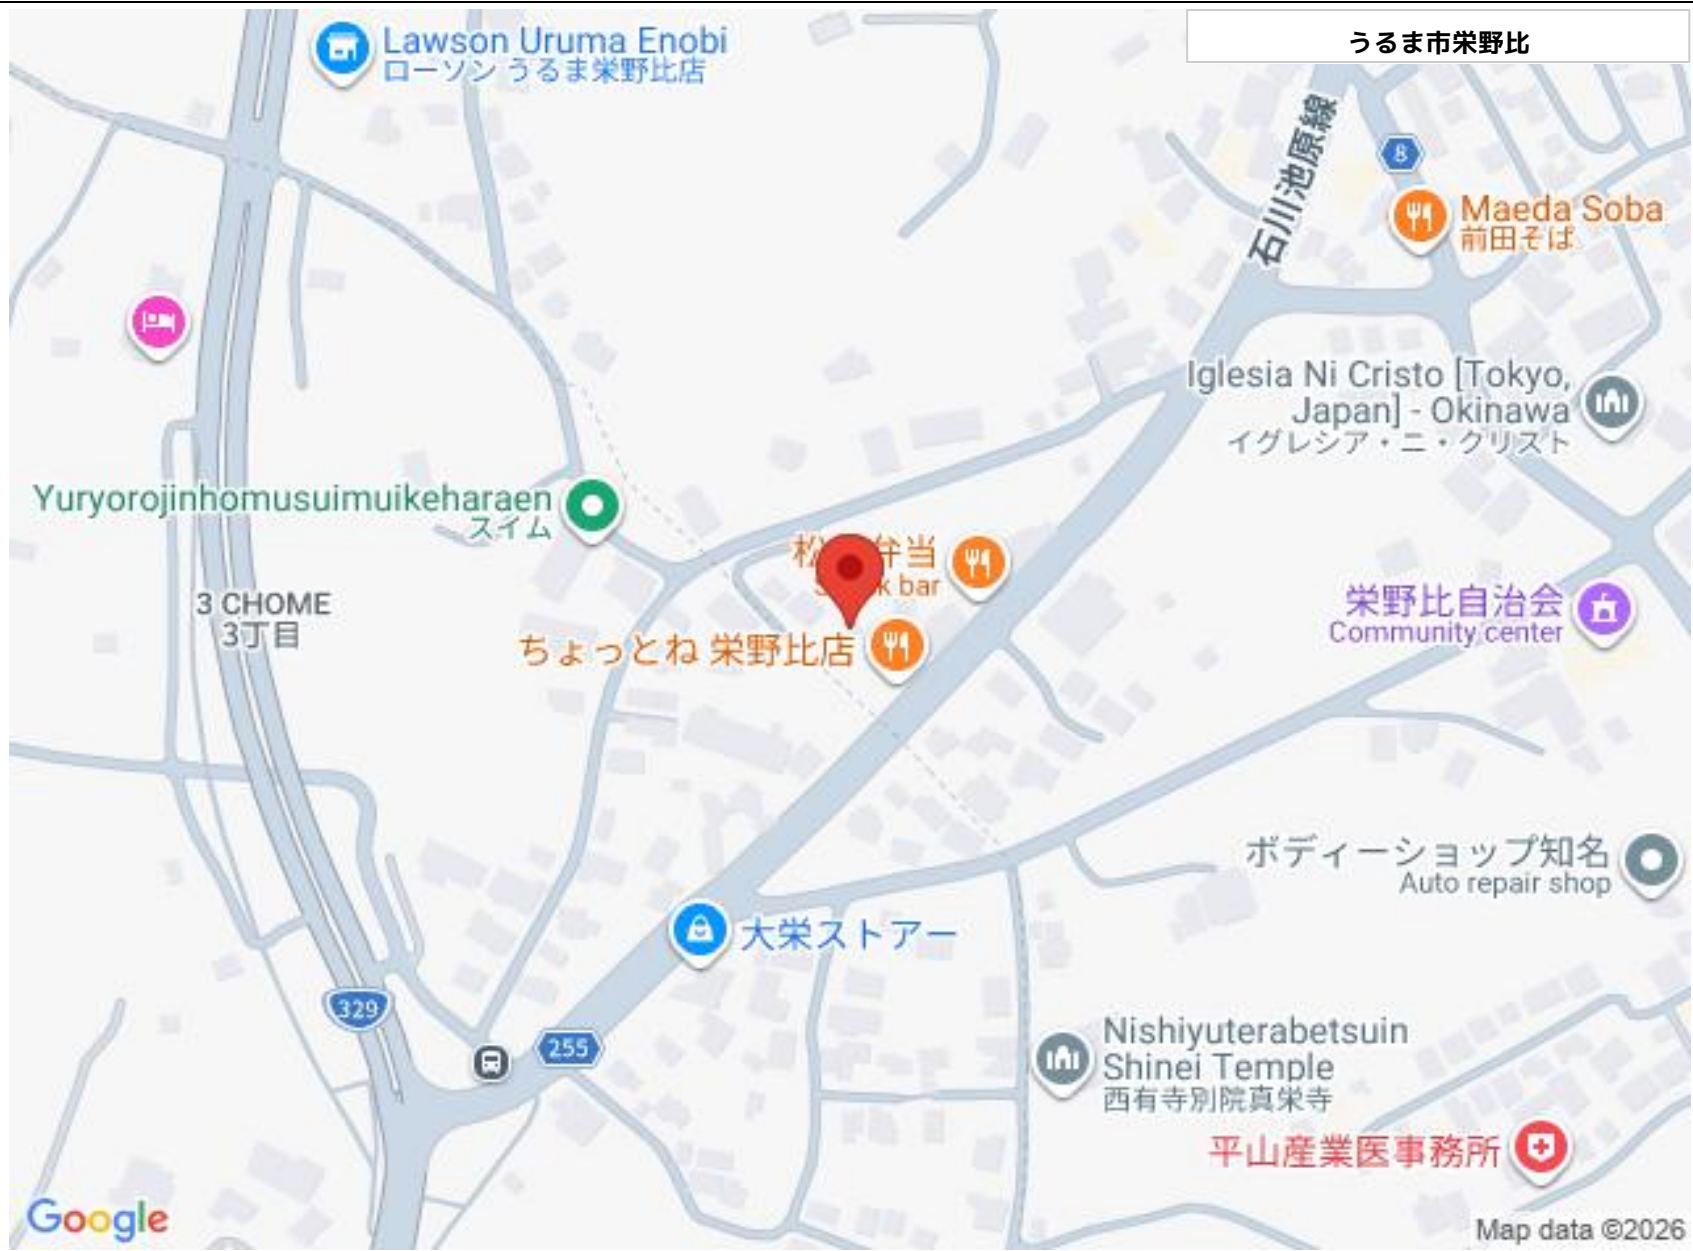 うるま市栄野比
Lawson Uruma Enobi
ローソン うるま栄野比店
石川池原線
8
Maeda Soba
前田そば
Iglesia Ni Cristo [Tokyo,
Japan] - Okinawa
イグレシア・ニ・クリスト
Yuryorojinhomusuimuikeharaen
スイム
弁当
bar
3 CHOME
3丁目
ちょっとね 栄野比店
栄野比自治会
Community center
ボディーショップ知名
Auto repair shop
大栄ストアー
329
255
Nishiyuterabetsuin
Shinei Temple
西有寺別院真栄寺
平山産業医事務所
Google
Map data ©2026